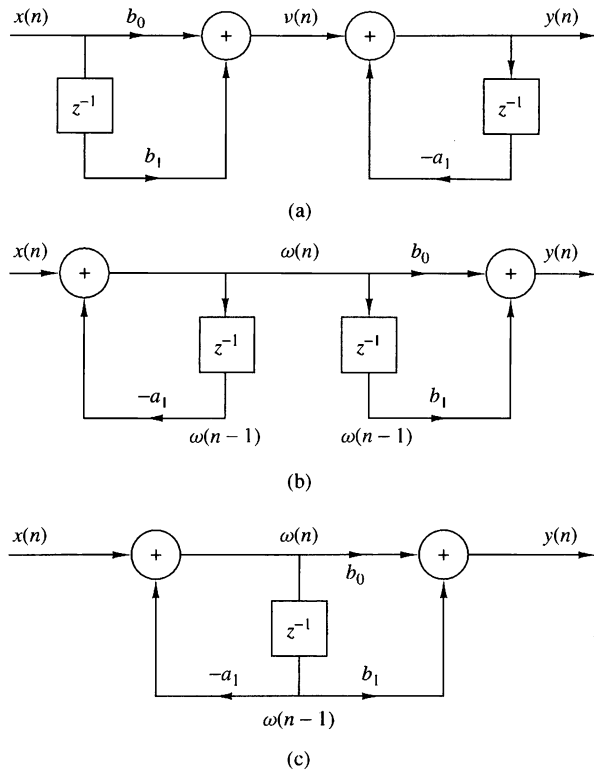 x(n) b₀ + v(n) + y(n)
z⁻¹ z⁻¹
b₁ −a₁
(a)
x(n) + ω(n) b₀ + y(n)
z⁻¹ z⁻¹
−a₁ b₁
ω(n − 1) ω(n − 1)
(b)
x(n) + ω(n) b₀ + y(n)
z⁻¹
−a₁ b₁
ω(n − 1)
(c)